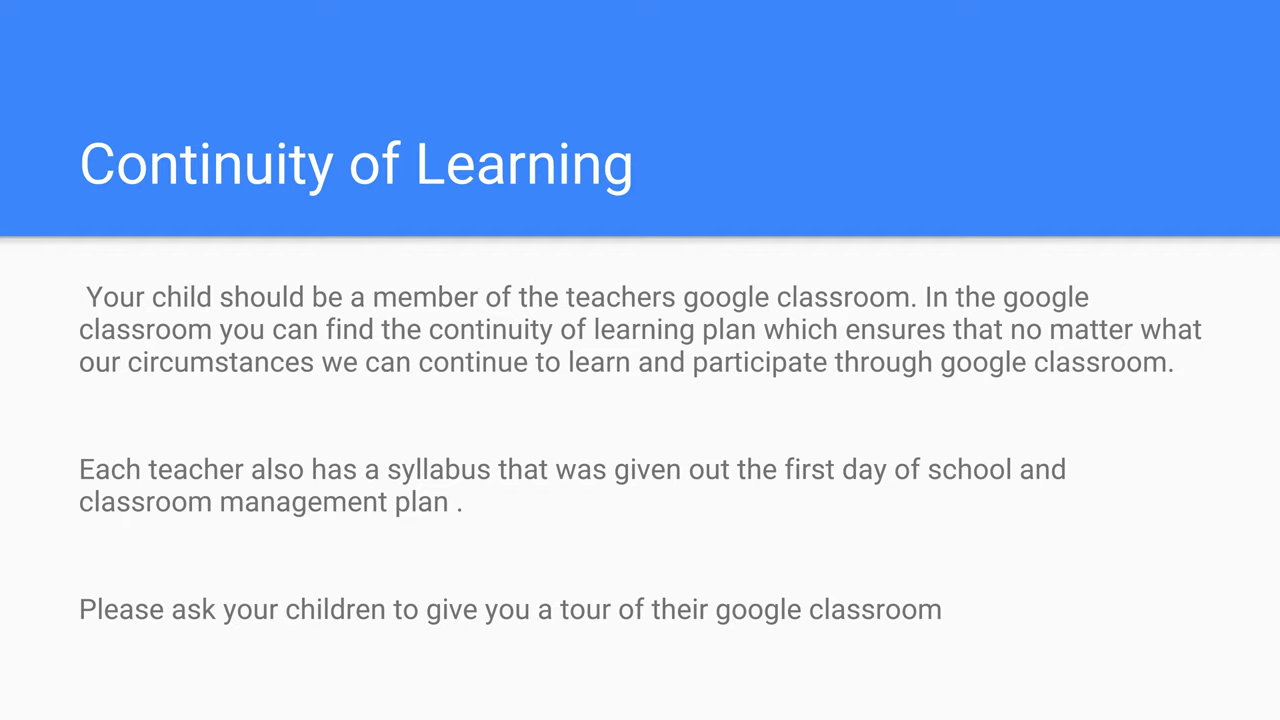 Continuity of Learning
Your child should be a member of the teachers google classroom. In the google
classroom you can find the continuity of learning plan which ensures that no matter what
our circumstances we can continue to learn and participate through google classroom.
Each teacher also has a syllabus that was given out the first day of school and
classroom management plan .
Please ask your children to give you a tour of their google classroom